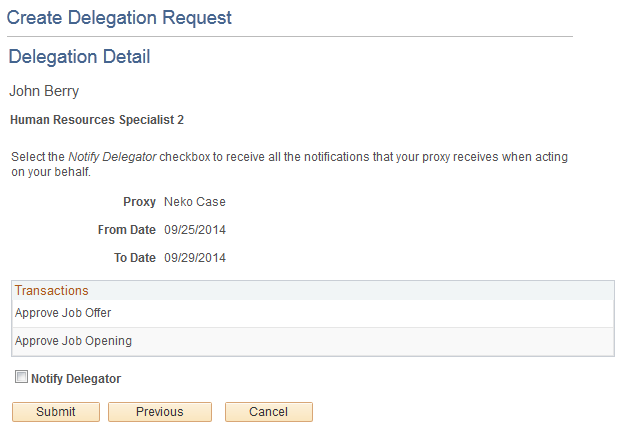 Create Delegation Request
Delegation Detail
John Berry
Human Resources Specialist 2
Select the Notify Delegator checkbox to receive all the notifications that your proxy receives when acting
on your behalf.
Proxy Neko Case
From Date 09/25/2014
To Date 09/29/2014
Transactions
Approve Job Offer
Approve Job Opening
Notify Delegator
Submit Previous Cancel